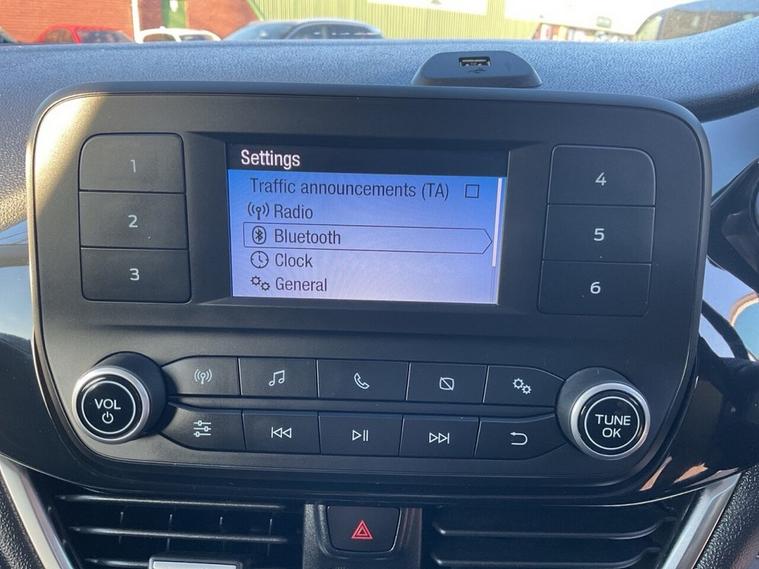 Settings
Traffic announcements (TA)
Radio
Bluetooth
Clock
General
1
2
3
4
5
6
VOL
TUNE
OK